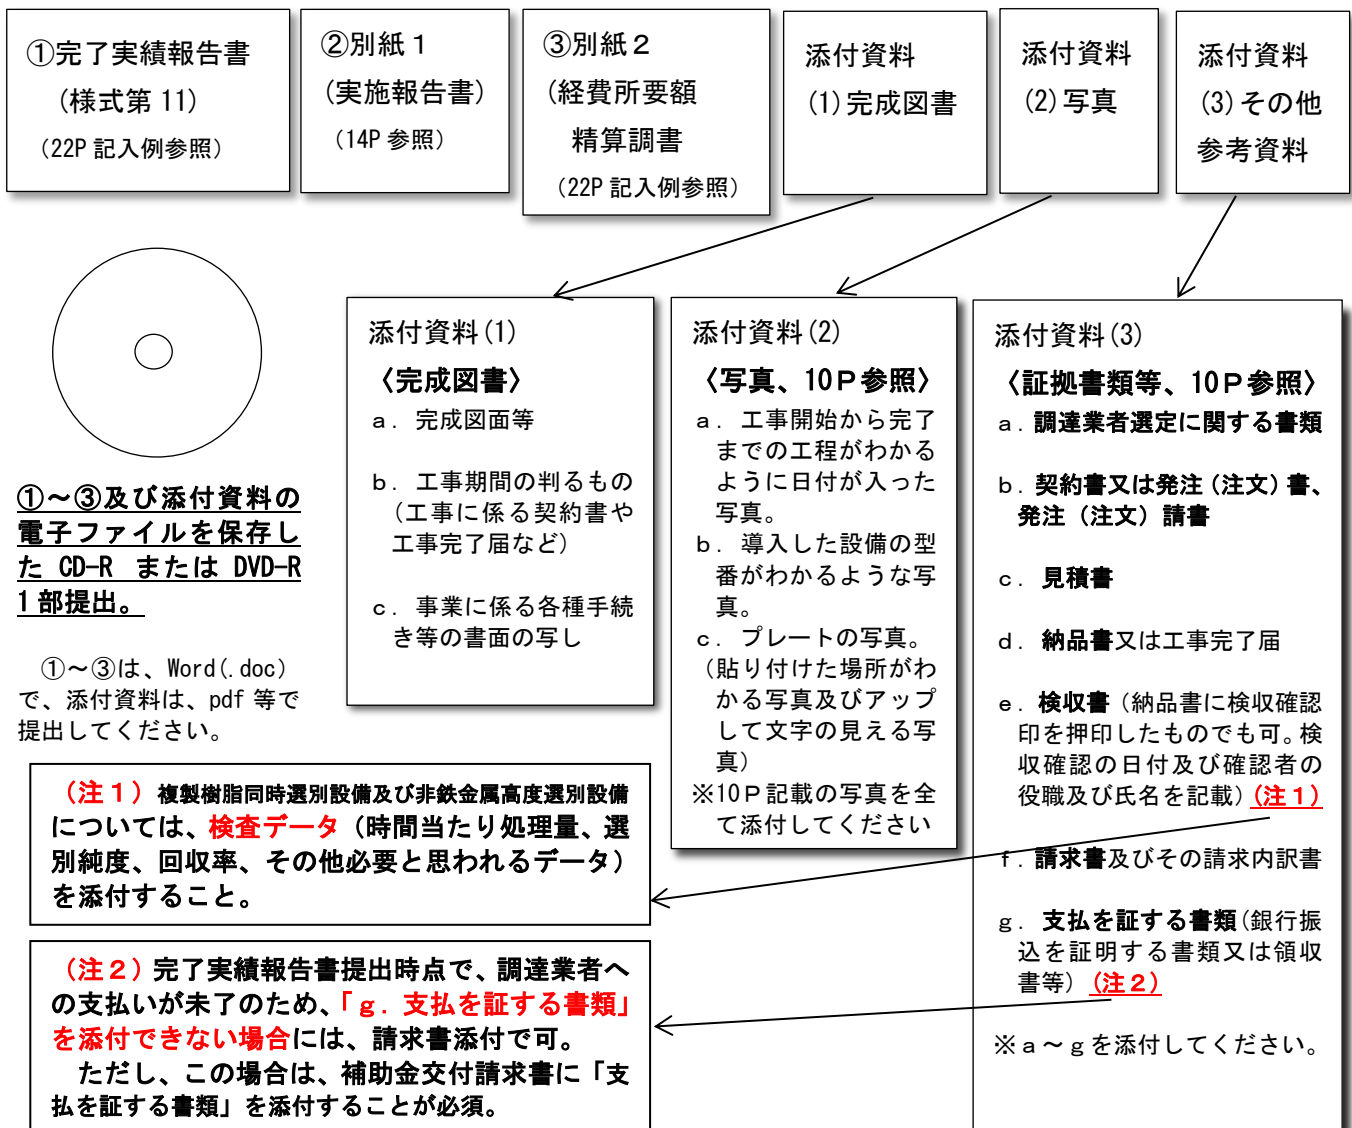 ①完了実績報告書
(様式第 11)
(22P 記入例参照)
②別紙１
(実施報告書)
(14P 参照)
③別紙２
(経費所要額
精算調書
(22P 記入例参照)
添付資料
(1)完成図書
添付資料
(2)写真
添付資料
(3)その他
参考資料
①～③及び添付資料の
電子ファイルを保存し
た CD-R または DVD-R
1 部提出。
①～③は、Word(.doc)
で、添付資料は、pdf 等で
提出してください。
添付資料(1)
〈完成図書〉
ａ. 完成図面等
ｂ. 工事期間の判るもの
（工事に係る契約書や
工事完了届など）
ｃ. 事業に係る各種手続
き等の書面の写し
添付資料(2)
〈写真、10Ｐ参照〉
ａ. 工事開始から完了
までの工程がわかる
ように日付が入った
写真。
ｂ. 導入した設備の型
番がわかるような写
真。
ｃ. プレートの写真。
（貼り付けた場所がわ
かる写真及びアップ
して文字の見える写
真）
※10Ｐ記載の写真を全
て添付してください
添付資料(3)
〈証拠書類等、10Ｐ参照〉
ａ. 調達業者選定に関する書類
ｂ. 契約書又は発注（注文）書、
発注（注文）請書
ｃ. 見積書
ｄ. 納品書又は工事完了届
ｅ. 検収書（納品書に検収確認
印を押印したものでも可。検
収確認の日付及び確認者の
役職及び氏名を記載）（注１）
ｆ. 請求書及びその請求内訳書
ｇ. 支払を証する書類（銀行振
込を証明する書類又は領収
書等）（注２）
※ａ～ｇを添付してください。
（注１）複製樹脂同時選別設備及び非鉄金属高度選別設備
については、検査データ（時間当たり処理量、選
別純度、回収率、その他必要と思われるデータ）
を添付すること。
（注２）完了実績報告書提出時点で、調達業者へ
の支払いが未了のため、「ｇ. 支払を証する書類」
を添付できない場合には、請求書添付で可。
ただし、この場合は、補助金交付請求書に「支
払を証する書類」を添付することが必須。